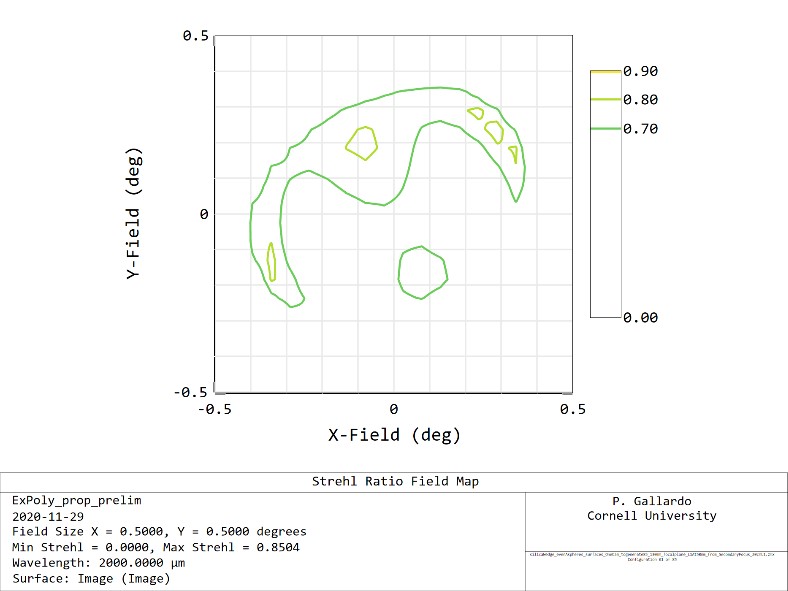 0.5
0
-0.5
Y-Field (deg)
-0.5 0 0.5
X-Field (deg)
0.90
0.80
0.70
0.00
Strehl Ratio Field Map
ExPoly_prop_prelim
2020-11-29
Field Size X = 0.5000, Y = 0.5000 degrees
Min Strehl = 0.0000, Max Strehl = 0.8504
Wavelength: 2000.0000 µm
Surface: Image (Image)
P. Gallardo
Cornell University